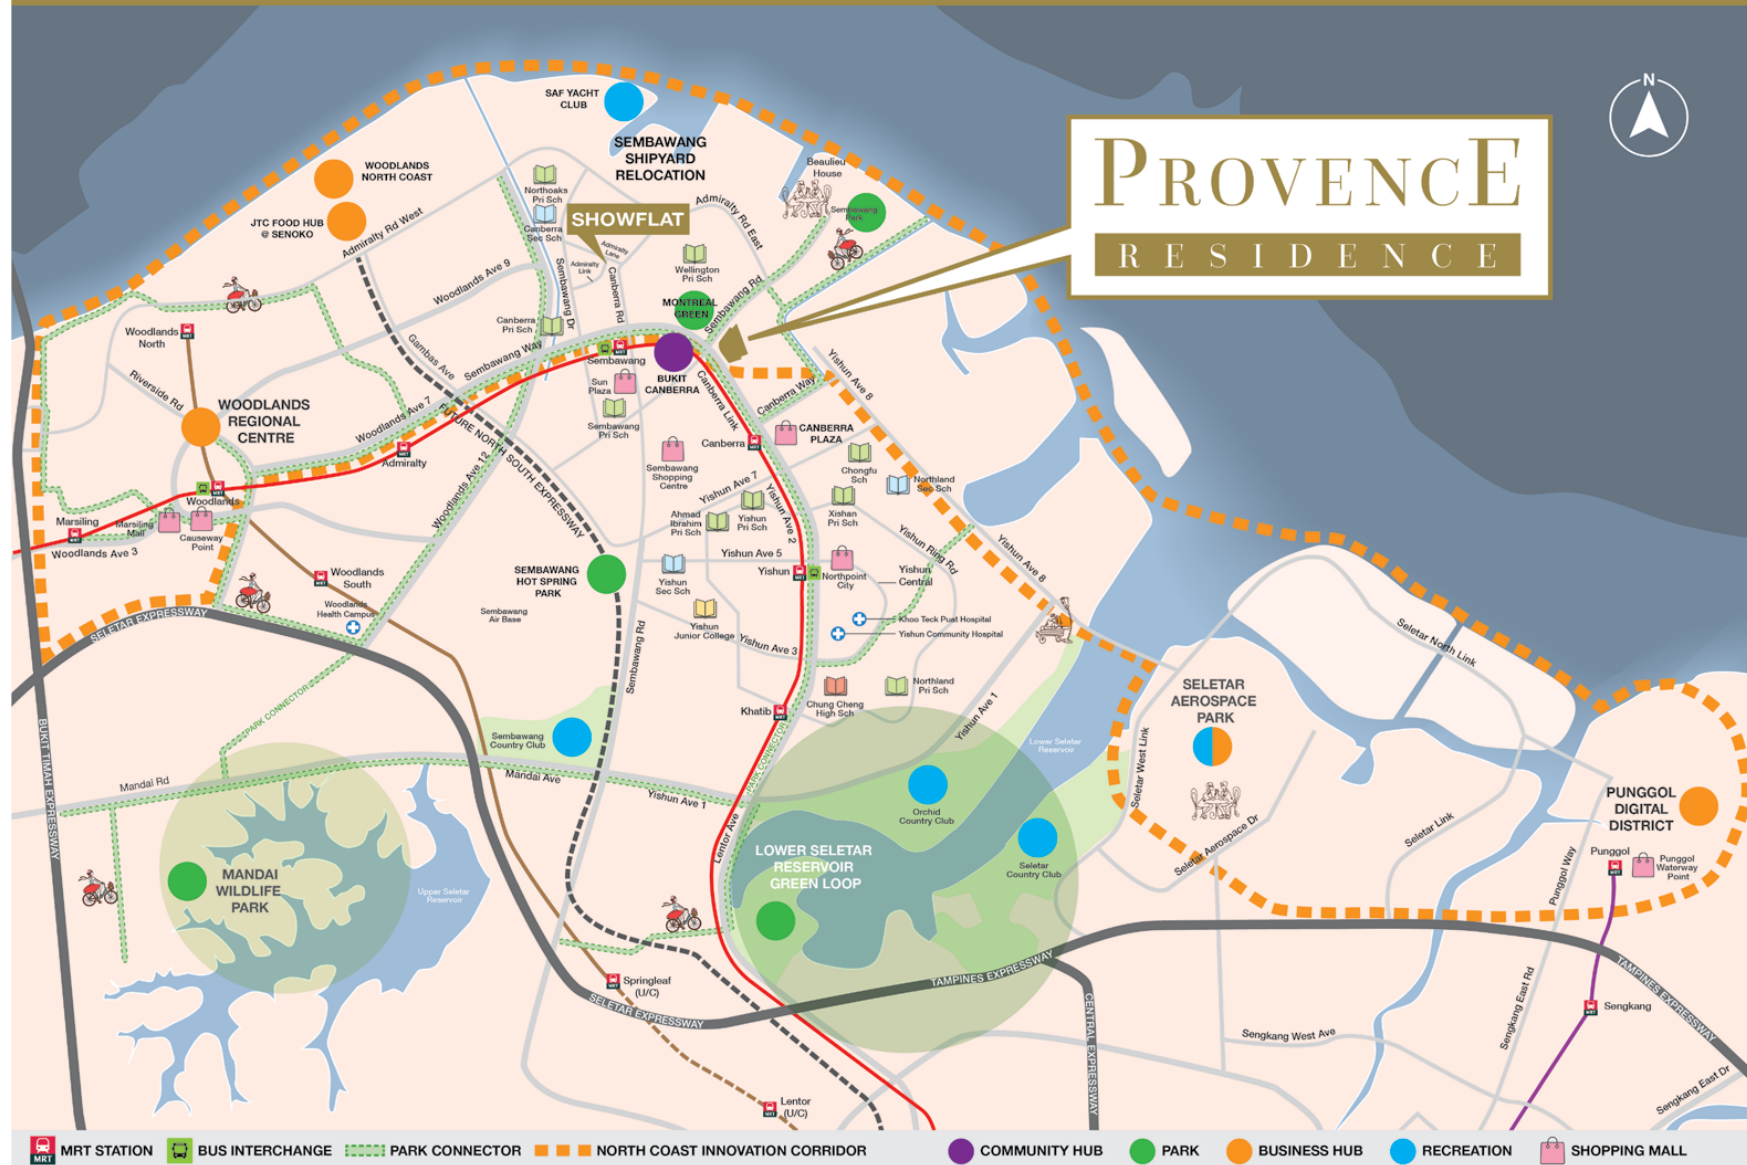 N
PROVENCE
RESIDENCE
SAF YACHT
CLUB
SEMBAWANG
SHIPYARD
RELOCATION
WOODLANDS
NORTH COAST
JTC FOOD HUB
@ SENOKO
Admiralty Rd West
Northoaks
Pri Sch
Canberra
Sec Sch
SHOWFLAT
Admiralty
Lane
Admiralty
Link
Admiralty Rd East
Beaulieu
House
Sembawang
Park
Wellington
Pri Sch
MONTREAL
GREEN
Sembawang Rd
Sembawang Dr
Canberra Rd
Woodlands Ave 9
Canberra
Pri Sch
Woodlands
North
Gambas Ave
Sembawang Way
Sembawang
BUKIT
CANBERRA
Sun
Plaza
Sembawang
Pri Sch
Canberra Link
Canberra Way
Yishun Ave 8
Riverside Rd
WOODLANDS
REGIONAL
CENTRE
Woodlands Ave 7
Admiralty
FUTURE NORTH SOUTH EXPRESSWAY
Woodlands Ave 12
Canberra
CANBERRA
PLAZA
Sembawang
Shopping
Centre
Chongfu
Sch
Northland
Sec Sch
Yishun Ave 7
Yishun Ave 2
Ahmad
Ibrahim
Pri Sch
Yishun
Pri Sch
Xishan
Pri Sch
Yishun Ring Rd
Woodlands
Marsiling
Marsiling
Mall
Causeway
Point
Woodlands Ave 3
Woodlands
South
Woodlands
Health Campus
SELETAR EXPRESSWAY
SEMBAWANG
HOT SPRING
PARK
Sembawang
Air Base
Yishun Ave 5
Yishun
Northpoint
City
Yishun
Central
Yishun Ave 8
Yishun
Sec Sch
Yishun
Junior College
Khoo Teck Puat Hospital
Yishun Community Hospital
Yishun Ave 3
Sembawang Rd
Northland
Pri Sch
Chung Cheng
High Sch
Khatib
Yishun Ave 1
PARK CONNECTOR
PARK CONNECTOR
BUKIT TIMAH EXPRESSWAY
Sembawang
Country Club
Mandai Rd
Mandai Ave
Yishun Ave 1
Lentor Ave
Lower Seletar
Reservoir
Orchid
Country Club
Seletar
Country Club
LOWER SELETAR
RESERVOIR
GREEN LOOP
MANDAI
WILDLIFE
PARK
Upper Seletar
Reservoir
Seletar North Link
SELETAR
AEROSPACE
PARK
Seletar West Link
Seletar Aerospace Dr
Seletar Link
PUNGGOL
DIGITAL
DISTRICT
Punggol
Punggol
Waterway
Point
Punggol Way
TAMPINES EXPRESSWAY
TAMPINES EXPRESSWAY
Springleaf
(U/C)
SELETAR EXPRESSWAY
CENTRAL EXPRESSWAY
Sengkang West Ave
Sengkang East Rd
Sengkang
Sengkang East Dr
Lentor
(U/C)
MRT STATION
BUS INTERCHANGE
PARK CONNECTOR
NORTH COAST INNOVATION CORRIDOR
COMMUNITY HUB
PARK
BUSINESS HUB
RECREATION
SHOPPING MALL